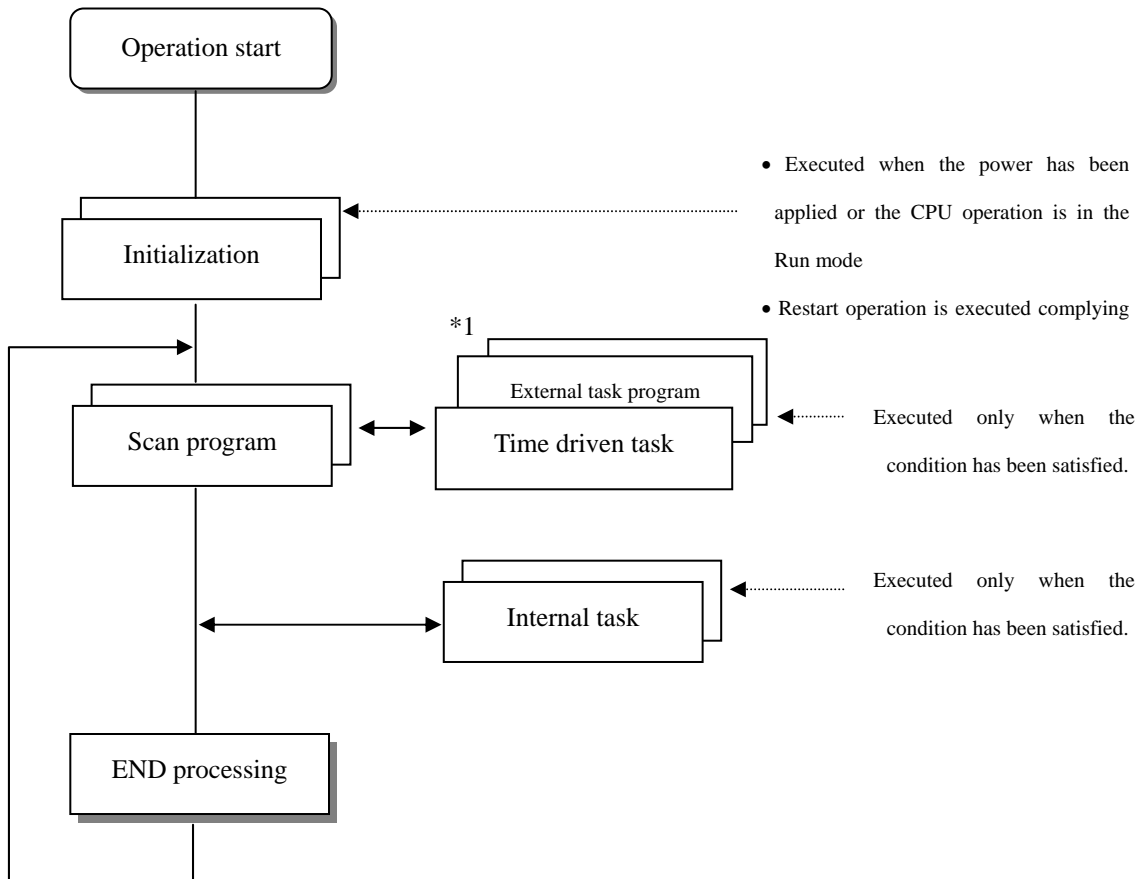 Operation start
• Executed when the power has been
applied or the CPU operation is in the
Run mode
• Restart operation is executed complying
Initialization
*1
External task program
Scan program
Time driven task
Executed only when the
condition has been satisfied.
Internal task
Executed only when the
condition has been satisfied.
END processing